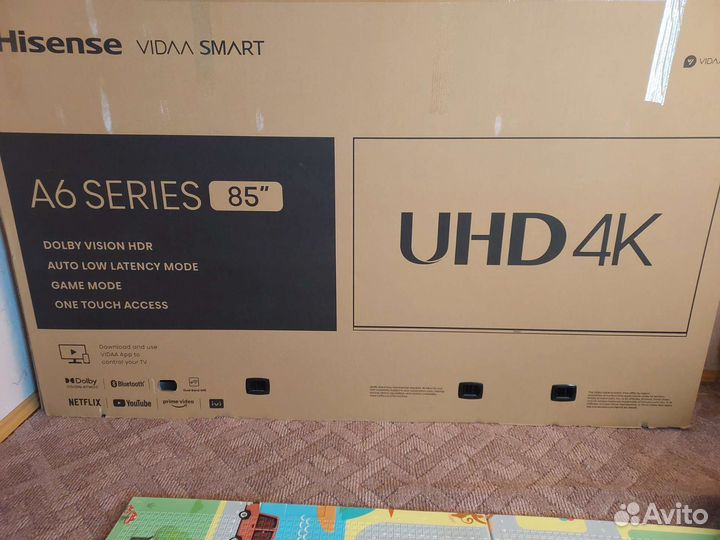 Hisense VIDAA SMART
VIDAA
A6 SERIES 85"
UHD 4K
DOLBY VISION HDR
AUTO LOW LATENCY MODE
GAME MODE
ONE TOUCH ACCESS
Download and use
VIDAA App to
control your TV
Dolby Bluetooth
NETFLIX YouTube prime video
Avito